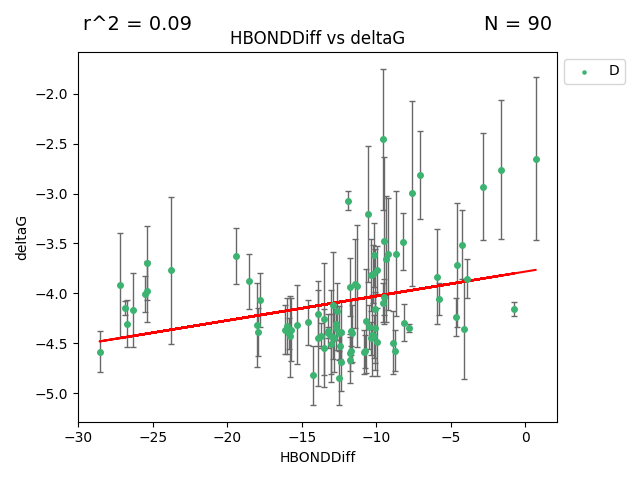 r^2 = 0.09
N = 90
HBONDDiff vs deltaG
D
−2.0
−2.5
−3.0
−3.5
−4.0
−4.5
−5.0
deltaG
−30
−25
−20
−15
−10
−5
0
HBONDDiff